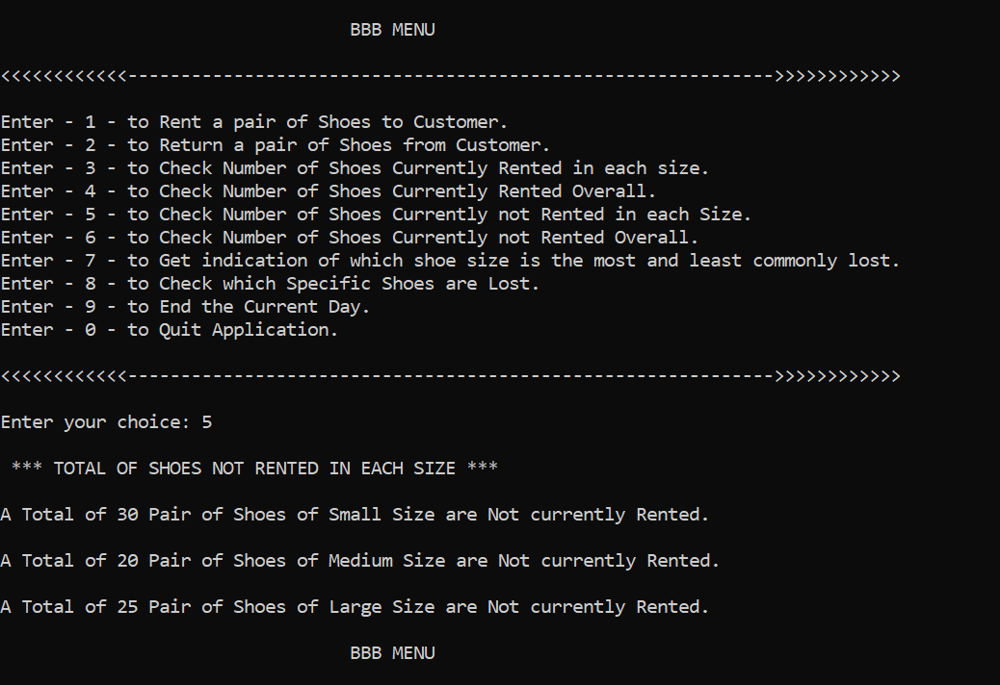 BBB MENU
<<<<<<<<<<<<------------------------------------------------------------->>>>>>>>>>>>
Enter - 1 - to Rent a pair of Shoes to Customer.
Enter - 2 - to Return a pair of Shoes from Customer.
Enter - 3 - to Check Number of Shoes Currently Rented in each size.
Enter - 4 - to Check Number of Shoes Currently Rented Overall.
Enter - 5 - to Check Number of Shoes Currently not Rented in each Size.
Enter - 6 - to Check Number of Shoes Currently not Rented Overall.
Enter - 7 - to Get indication of which shoe size is the most and least commonly lost.
Enter - 8 - to Check which Specific Shoes are Lost.
Enter - 9 - to End the Current Day.
Enter - 0 - to Quit Application.
<<<<<<<<<<<<------------------------------------------------------------->>>>>>>>>>>>
Enter your choice: 5
*** TOTAL OF SHOES NOT RENTED IN EACH SIZE ***
A Total of 30 Pair of Shoes of Small Size are Not currently Rented.
A Total of 20 Pair of Shoes of Medium Size are Not currently Rented.
A Total of 25 Pair of Shoes of Large Size are Not currently Rented.
BBB MENU